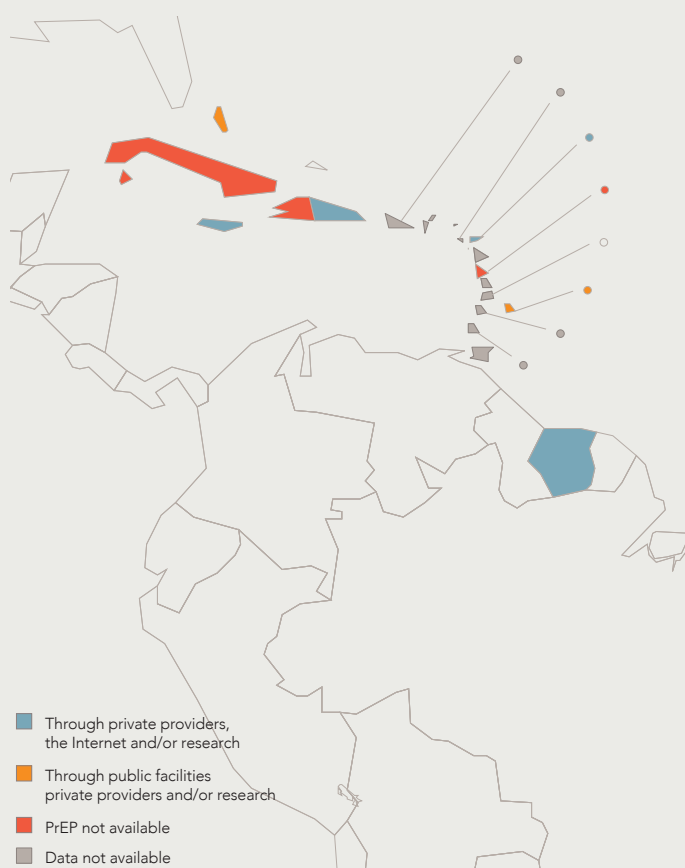 Through private providers,
the Internet and/or research
Through public facilities
private providers and/or research
PrEP not available
Data not available